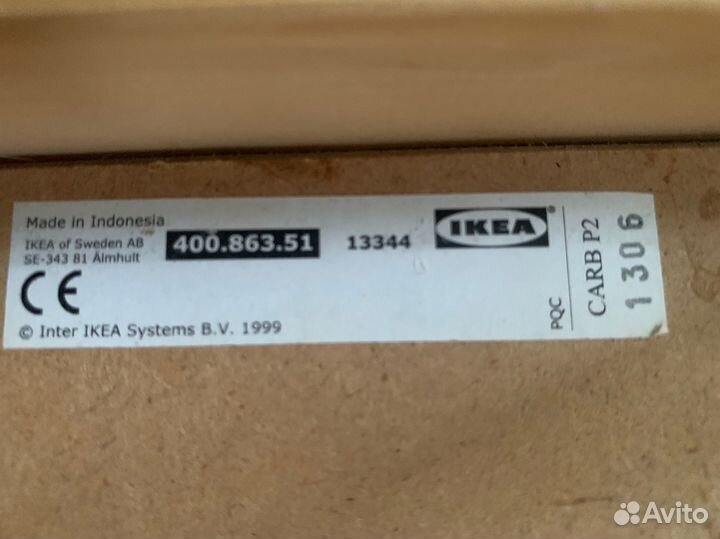 Made in Indonesia
IKEA of Sweden AB
SE-343 81 Älmhult
400.863.51
13344
IKEA®
CE
© Inter IKEA Systems B.V. 1999
PQC
CARB P2
1306
Avito